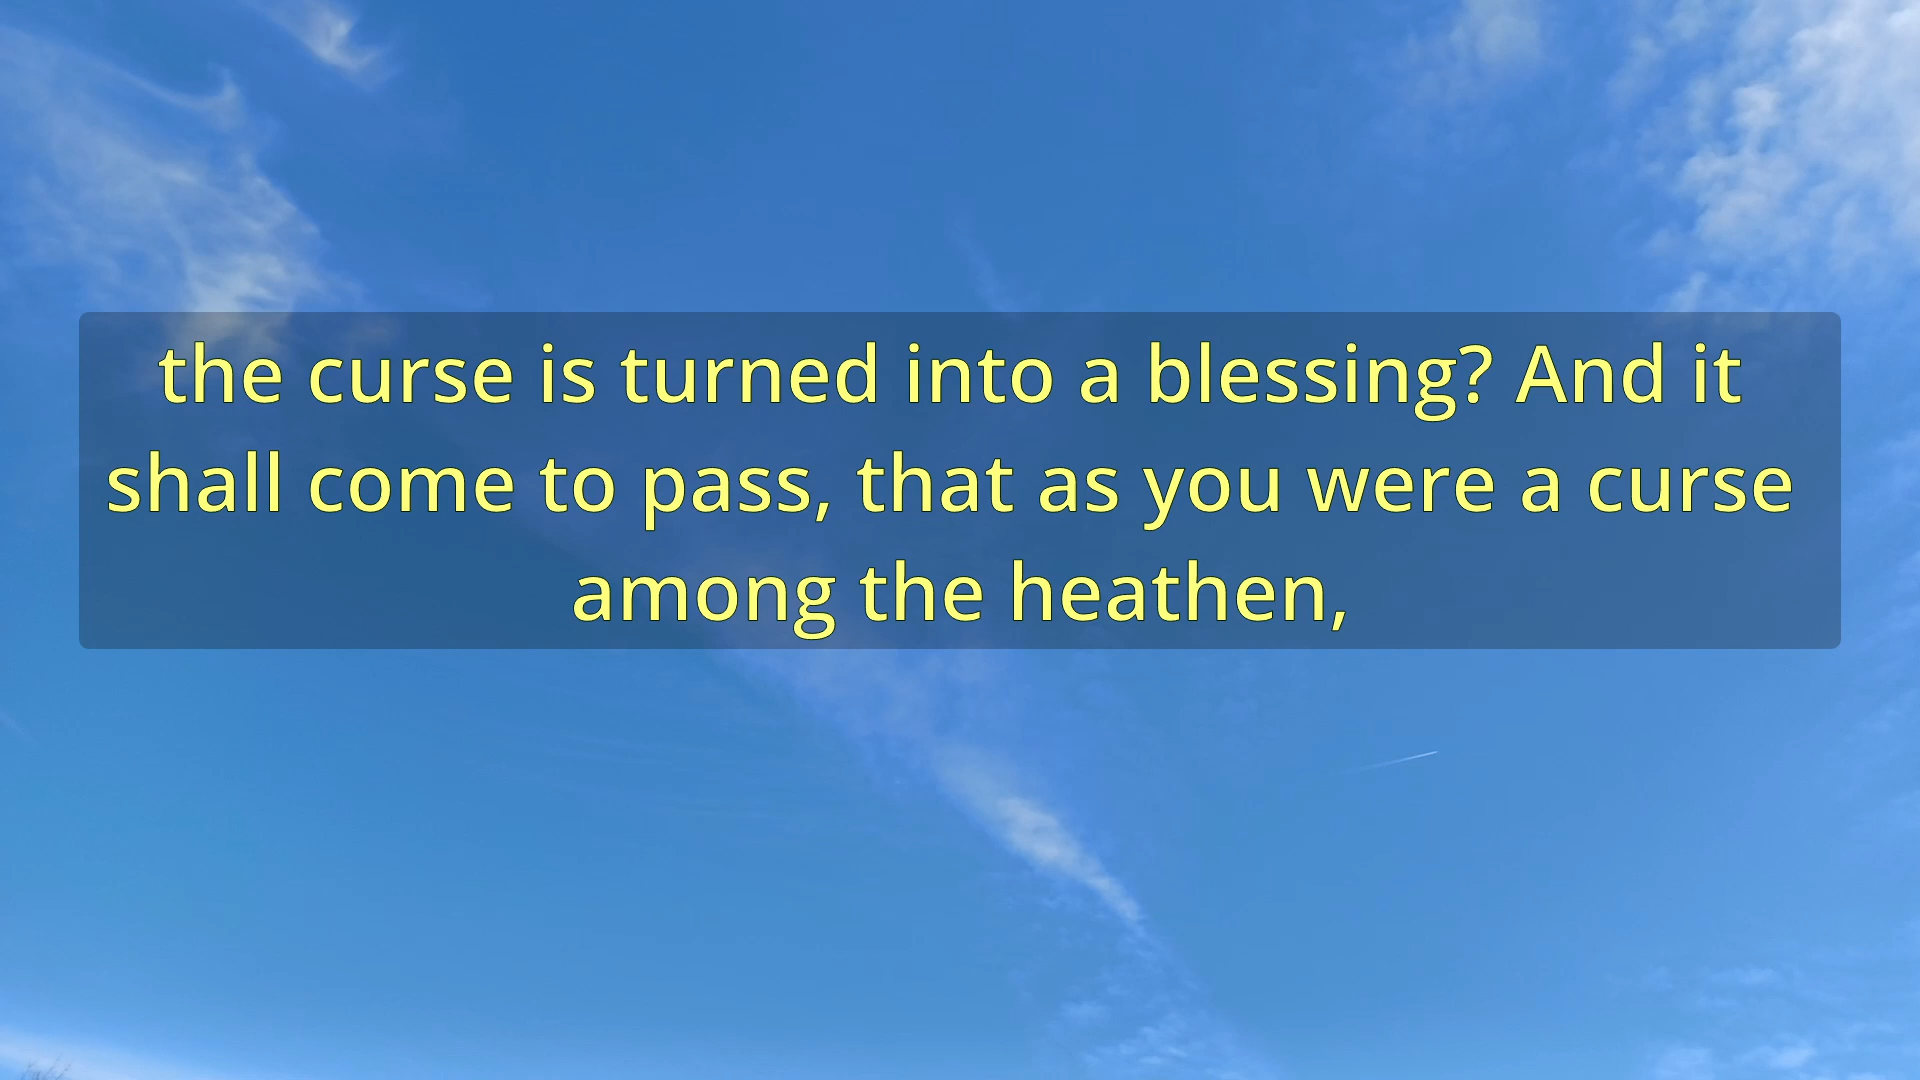 the curse is turned into a blessing? And it
shall come to pass, that as you were a curse
among the heathen,